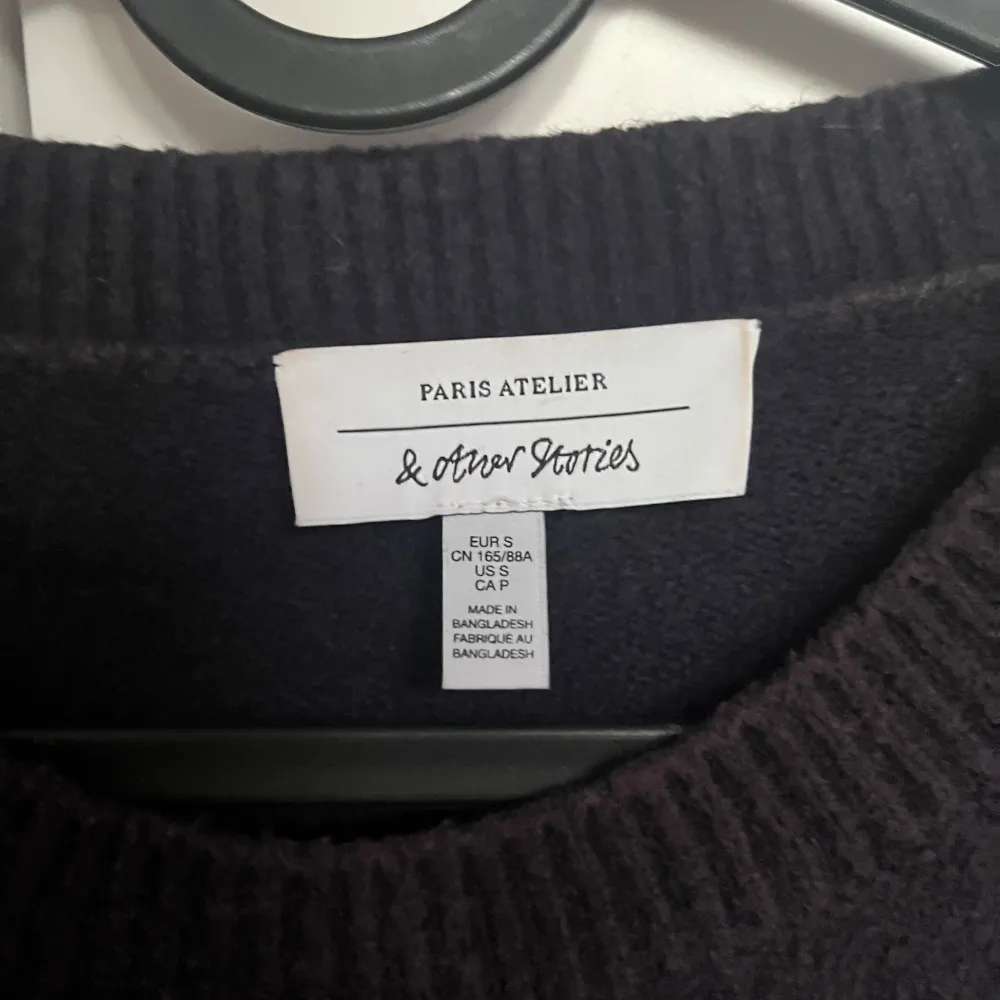 PARIS ATELIER
& other Stories
EUR S
CN 165/88A
US S
CA P
MADE IN
BANGLADESH
FABRIQUÉ AU
BANGLADESH